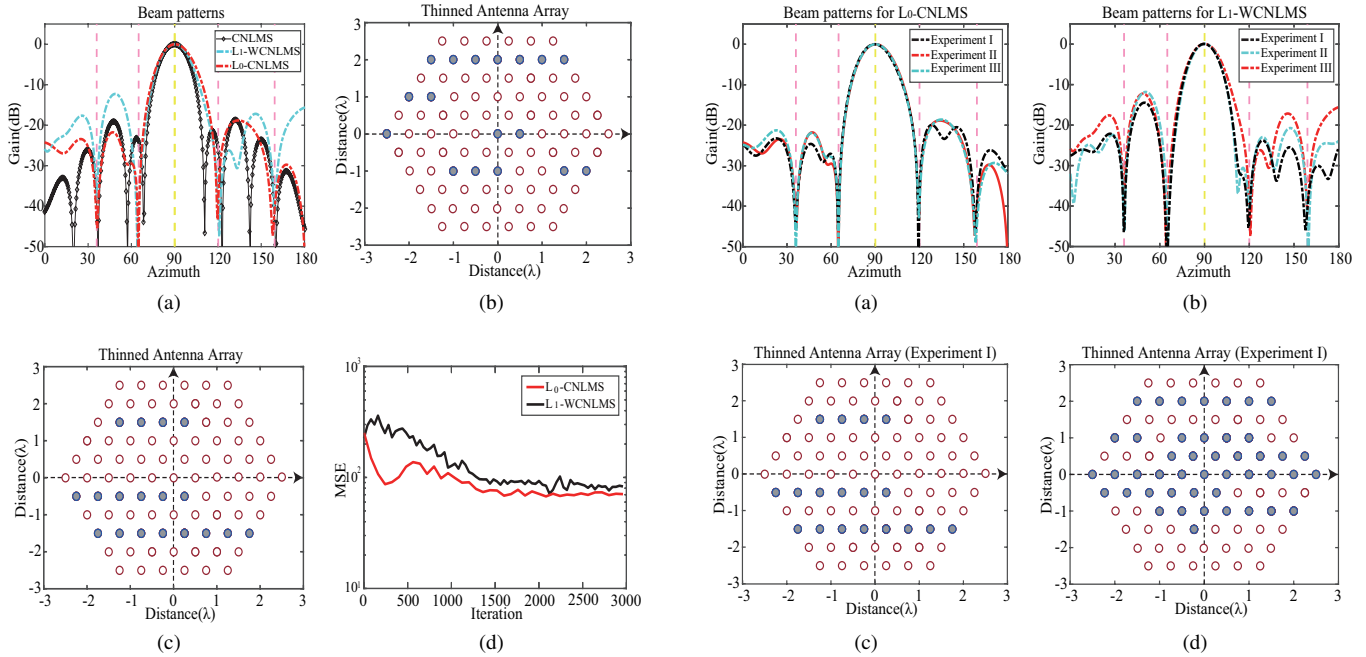 Beam patterns
CNLMS
L1-WCNLMS
L0-CNLMS
Gain(dB)
0
-10
-20
-30
-40
-50
0 30 60 90 120 150 180
Azimuth
(a)
Thinned Antenna Array
Distance(λ)
3
2
1
0
-1
-2
-3
-3 -2 -1 0 1 2 3
Distance(λ)
(b)
Beam patterns for L0-CNLMS
Experiment I
Experiment II
Experiment III
Gain(dB)
0
-10
-20
-30
-40
-50
0 30 60 90 120 150 180
Azimuth
(a)
Beam patterns for L1-WCNLMS
Experiment I
Experiment II
Experiment III
Gain(dB)
0
-10
-20
-30
-40
-50
0 30 60 90 120 150 180
Azimuth
(b)
Thinned Antenna Array
Distance(λ)
3
2
1
0
-1
-2
-3
-3 -2 -1 0 1 2 3
Distance(λ)
(c)
L0-CNLMS
L1-WCNLMS
MSE
10³
10²
10¹
0 500 1000 1500 2000 2500 3000
Iteration
(d)
Thinned Antenna Array (Experiment I)
Distance(λ)
3
2
1
0
-1
-2
-3
-3 -2 -1 0 1 2 3
Distance(λ)
(c)
Thinned Antenna Array (Experiment I)
Distance(λ)
3
2
1
0
-1
-2
-3
-3 -2 -1 0 1 2 3
Distance(λ)
(d)